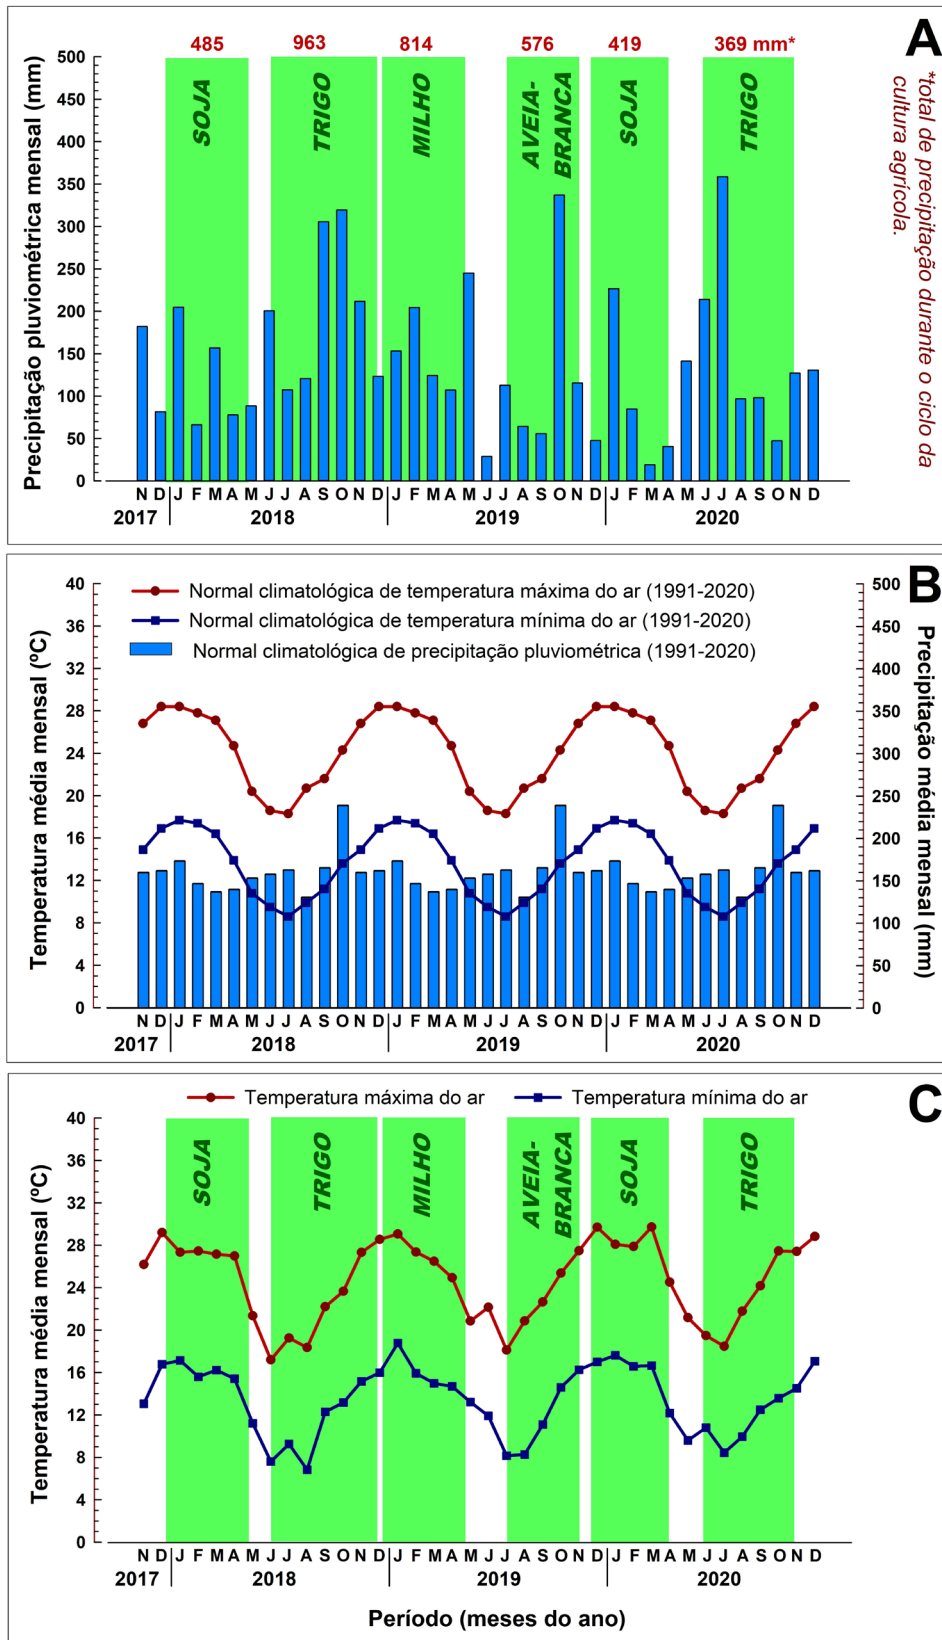 A
485 963 814 576 419 369 mm*
*total de precipitação durante o ciclo da
cultura agrícola.
Precipitação pluviométrica mensal (mm)
500
450
400
350
300
250
200
150
100
50
0
SOJA
TRIGO
MILHO
AVEIA-
BRANCA
SOJA
TRIGO
N D J F M A M J J A S O N D J F M A M J J A S O N D J F M A M J J A S O N D
2017 2018 2019 2020
B
Temperatura média mensal (ºC)
40
36
32
28
24
20
16
12
8
4
0
Normal climatológica de temperatura máxima do ar (1991-2020)
Normal climatológica de temperatura mínima do ar (1991-2020)
Normal climatológica de precipitação pluviométrica (1991-2020)
500
450
400
350
300
250
200
150
100
50
0
Precipitação média mensal (mm)
N D J F M A M J J A S O N D J F M A M J J A S O N D J F M A M J J A S O N D
2017 2018 2019 2020
C
Temperatura máxima do ar Temperatura mínima do ar
Temperatura média mensal (ºC)
40
36
32
28
24
20
16
12
8
4
0
SOJA
TRIGO
MILHO
AVEIA-
BRANCA
SOJA
TRIGO
N D J F M A M J J A S O N D J F M A M J J A S O N D J F M A M J J A S O N D
2017 2018 2019 2020
Período (meses do ano)